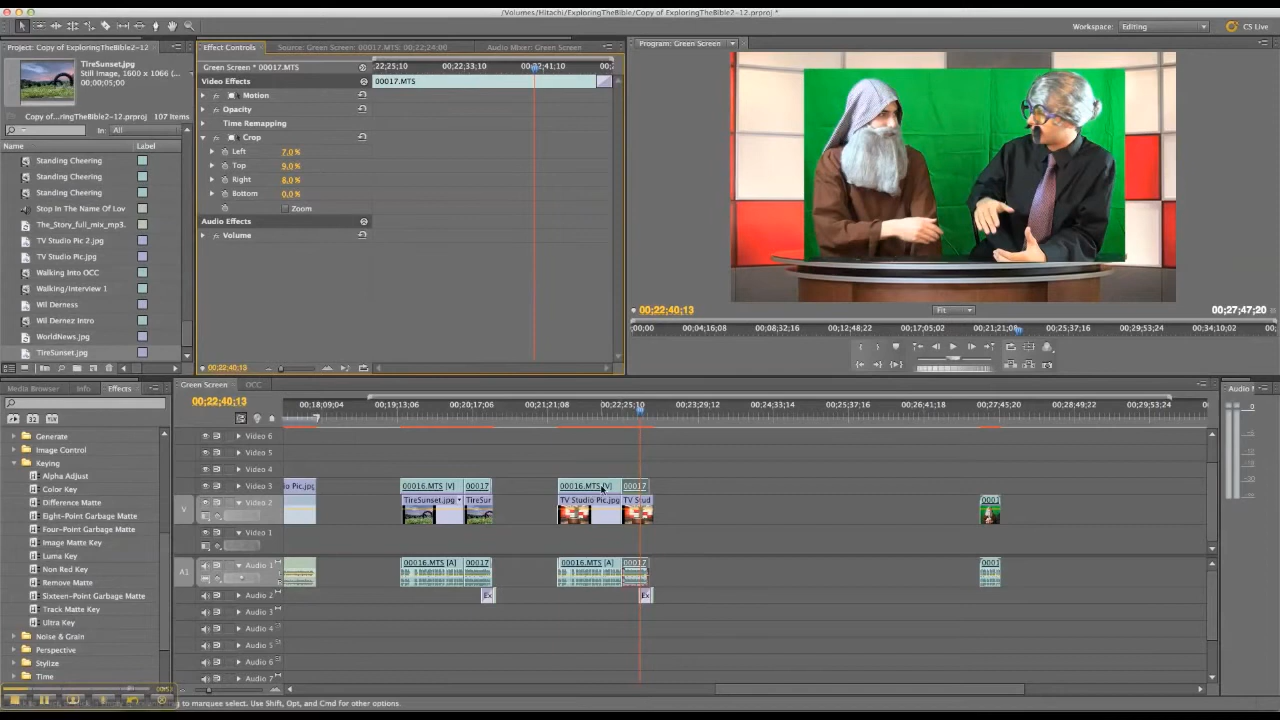 /Volumes/Hitachi/ExploringTheBible/Copy of ExploringTheBible2-12.prproj *
Workspace: Editing
CS Live
Project: Copy of ExploringTheBible2-12
TireSunset.jpg
Still Image, 1600 x 1066 (...
00;00;05;00
Copy of...ringTheBible2-12.prproj
107 Items
In: All
Name
Label
Standing Cheering
Standing Cheering
Standing Cheering
Stop In The Name Of Lov
The_Story_full_mix_mp3.
TV Studio Pic 2.jpg
TV Studio Pic.jpg
Walking Into OCC
Walking/Interview 1
Wil Derness
Wil Dernez Intro
WorldNews.jpg
TireSunset.jpg
Effect Controls
Source: Green Screen: 00017.MTS: 00;22;24;00
Audio Mixer: Green Screen
Green Screen * 00017.MTS
22;25;10
00;22;33;10
00;22;41;10
00;2
Video Effects
00017.MTS
Motion
Opacity
Time Remapping
Crop
Left
7.0 %
Top
9.0 %
Right
8.0 %
Bottom
0.0 %
Zoom
Audio Effects
Volume
00;22;40;13
Program: Green Screen
00;22;40;13
Fit
00;27;47;20
;00;00
00;04;16;08
00;08;32;16
00;12;48;22
00;17;05;02
00;21;21;08
00;25;37;16
00;29;53;24
00;34;10;02
00;
Media Browser
Info
Effects
Generate
Image Control
Keying
Alpha Adjust
Color Key
Difference Matte
Eight-Point Garbage Matte
Four-Point Garbage Matte
Image Matte Key
Luma Key
Non Red Key
Remove Matte
Sixteen-Point Garbage Matte
Track Matte Key
Ultra Key
Noise & Grain
Perspective
Stylize
Time
Green Screen
OCC
00;22;40;13
00;18;09;04
00;19;13;06
00;20;17;06
00;21;21;08
00;22;25;10
00;23;29;12
00;24;33;14
00;25;37;16
00;26;41;18
00;27;45;20
00;28;49;22
00;29;53;24
Video 6
Video 5
Video 4
Video 3
io Pic.jpg
00016.MTS [V]
00017
00016.MTS [V]
00017
V
Video 2
TireSunset.jpg
TireSur
TV Studio Pic.jpg
TV Stud
0001
Video 1
A1
Audio 1
00016.MTS [A]
00017
00016.MTS [A]
00017
0001
Audio 2
Ex
Ex
Audio 3
Audio 4
Audio 5
Audio 6
Audio 7
Audio M
0
to marquee select. Use Shift, Opt, and Cmd for other options.